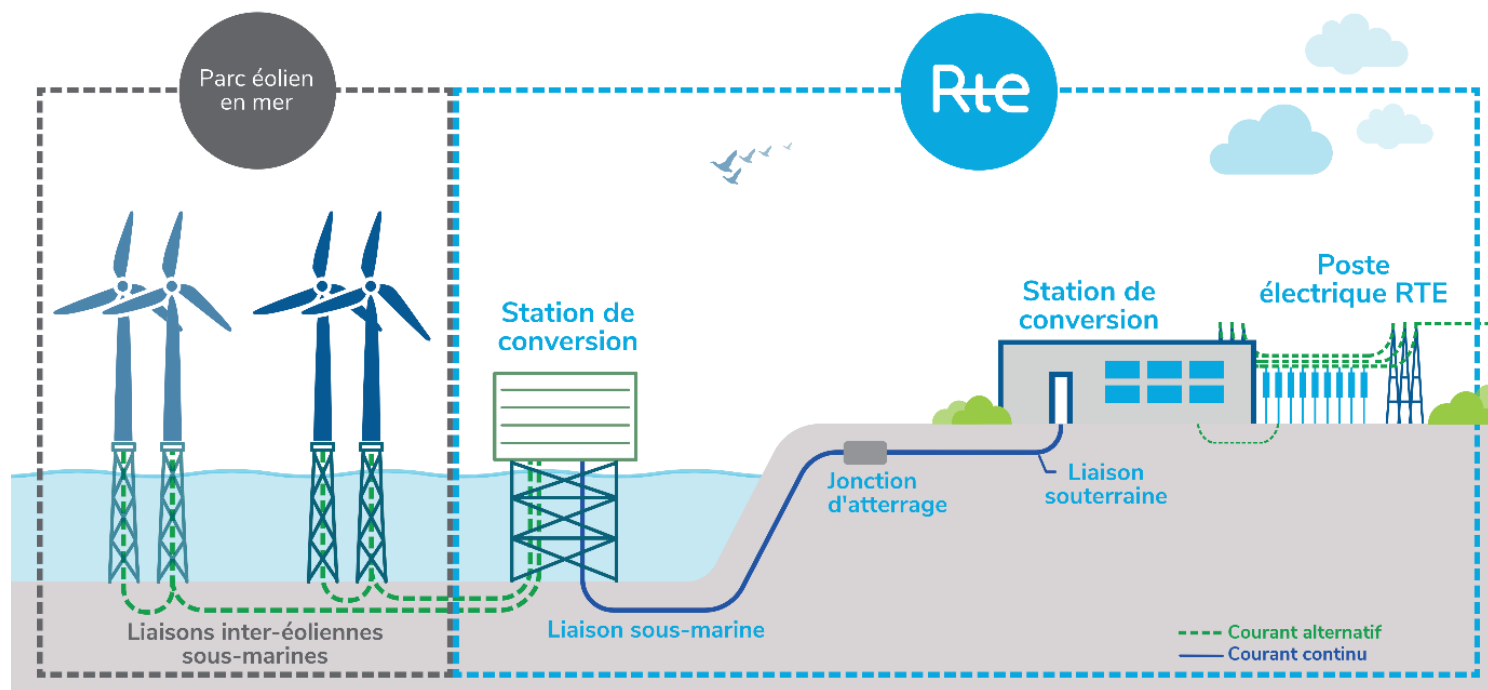 Parc éolien
en mer
Rte
Station de
conversion
Station de
conversion
Poste
électrique RTE
Jonction
d'atterrage
Liaison
souterraine
Liaisons inter-éoliennes
sous-marines
Liaison sous-marine
Courant alternatif
Courant continu